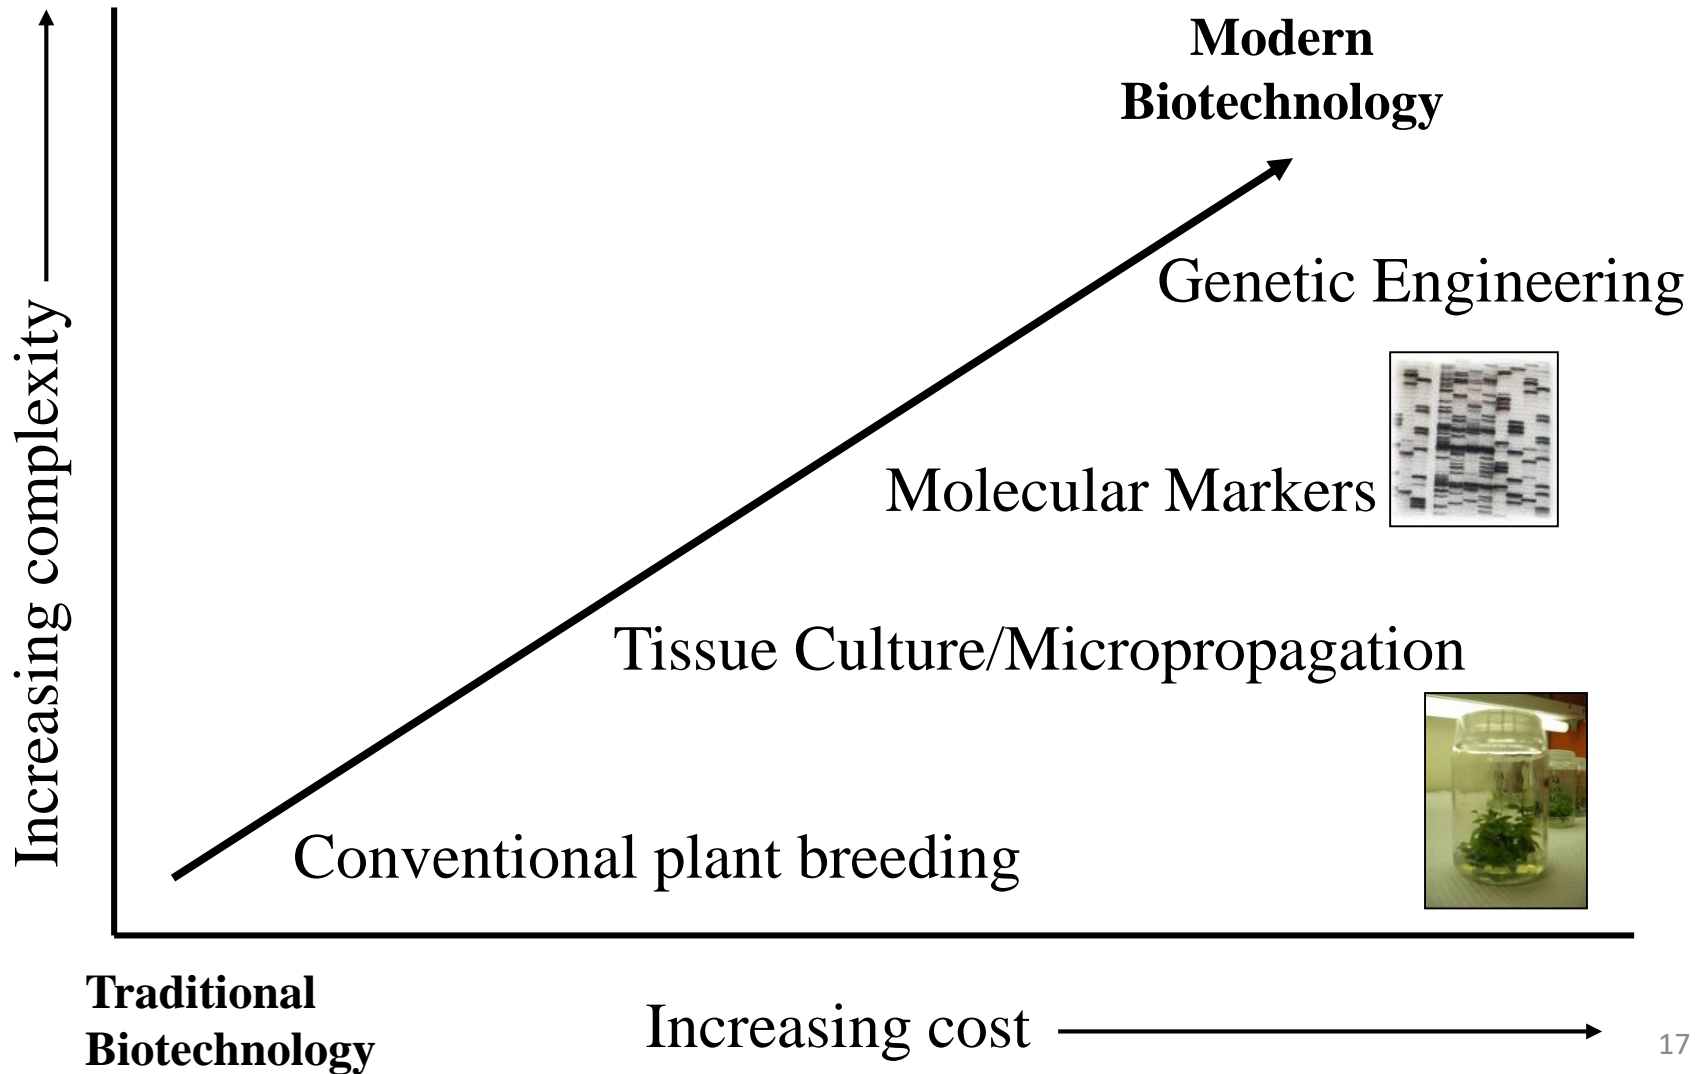 Modern
Biotechnology
Genetic Engineering
Molecular Markers
Tissue Culture/Micropropagation
Conventional plant breeding
Increasing complexity
Traditional
Biotechnology
Increasing cost
17